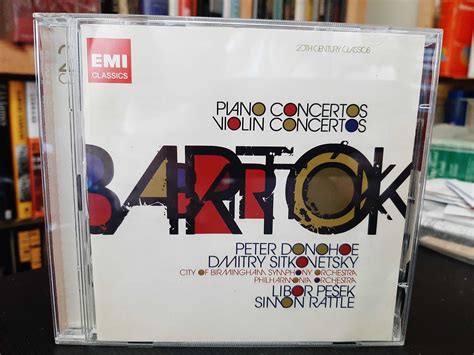 2
EMI
CLASSICS
20TH CENTURY CLASSICS
PIANO CONCERTOS
VIOLIN CONCERTOS
BARTÓK
PETER DONOHOE
DMITRY SITKOVETSKY
CITY OF BIRMINGHAM SYMPHONY ORCHESTRA
PHILHARMONIA ORCHESTRA
LIBOR PEŠEK
SIMON RATTLE